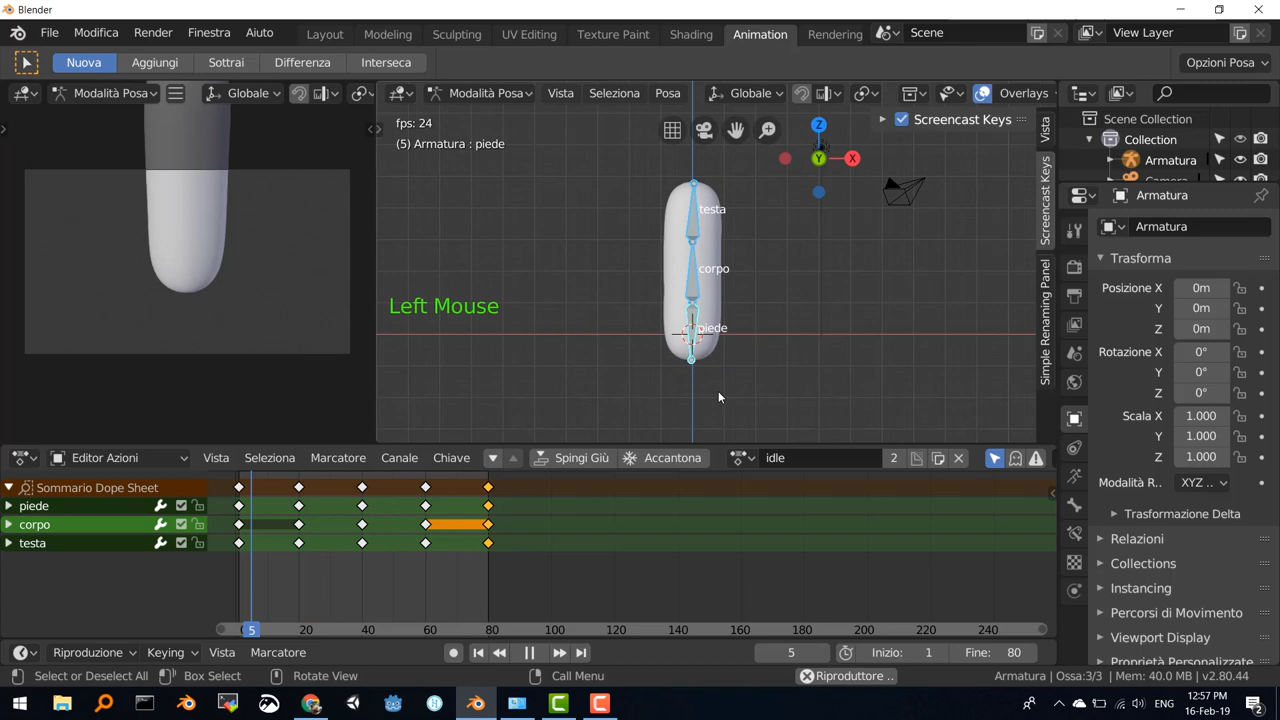 Blender
File Modifica Render Finestra Aiuto Layout Modeling Sculpting UV Editing Texture Paint Shading Animation Rendering Scene View Layer
Nuova Aggiungi Sottrai Differenza Interseca Opzioni Posa
Modalità Posa Globale Modalità Posa Vista Seleziona Posa Globale Overlays
fps: 24
(5) Armatura : piede
Screencast Keys
Z
Y
X
testa
corpo
piede
Left Mouse
Vista
Screencast Keys
Simple Renaming Panel
Scene Collection
Collection
Armatura
Armatura
Armatura
Trasforma
Posizione X 0m
Y 0m
Z 0m
Rotazione X 0°
Y 0°
Z 0°
Scala X 1.000
Y 1.000
Z 1.000
Modalità R.. XYZ ..
Trasformazione Delta
Relazioni
Collections
Instancing
Percorsi di Movimento
Viewport Display
Proprietà Personalizzate
Editor Azioni Vista Seleziona Marcatore Canale Chiave Spingi Giù Accantona idle 2
Sommario Dope Sheet
piede
corpo
testa
5 20 40 60 80 100 120 140 160 180 200 220 240
Riproduzione Keying Vista Marcatore 5 Inizio: 1 Fine: 80
Select or Deselect All Box Select Rotate View Call Menu Riproduttore .. Armatura | Ossa:3/3 | Mem: 40.0 MB | v2.80.44
12:57 PM
16-Feb-19
2